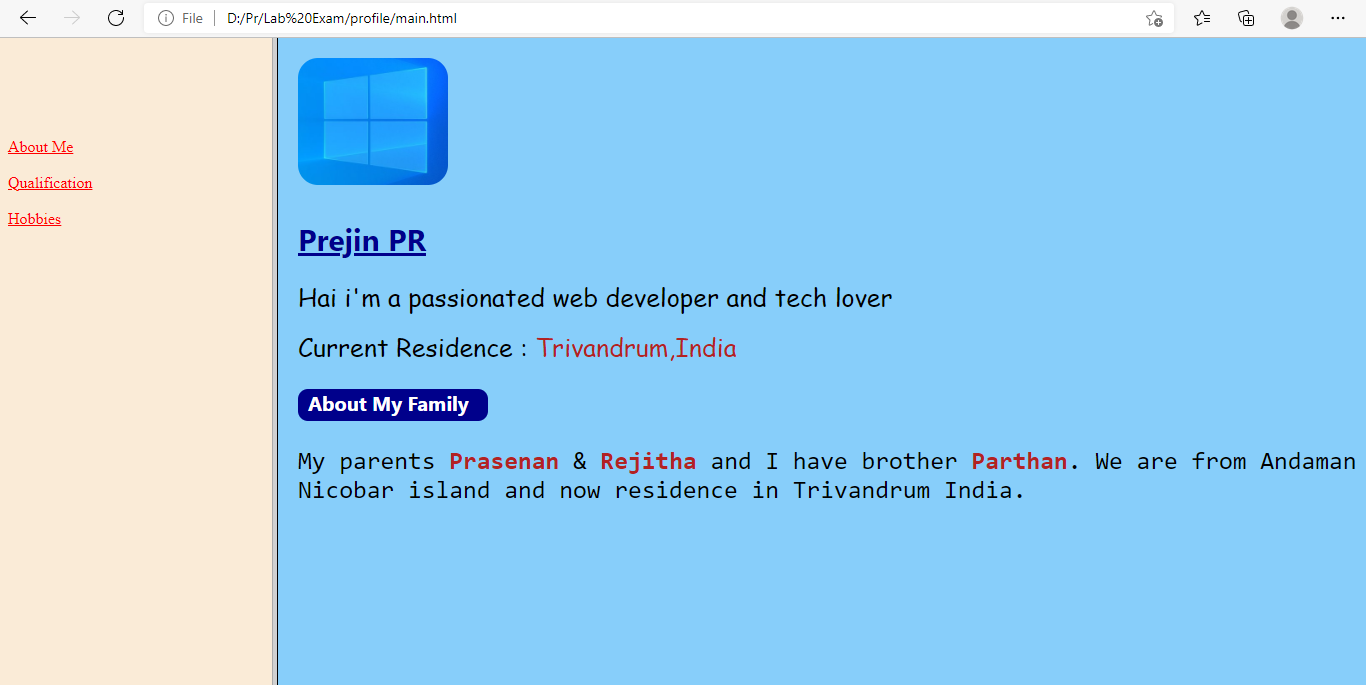 File D:/Pr/Lab%20Exam/profile/main.html
About Me
Qualification
Hobbies
Prejin PR
Hai i'm a passionated web developer and tech lover
Current Residence : Trivandrum,India
About My Family
My parents Prasenan & Rejitha and I have brother Parthan. We are from Andaman
Nicobar island and now residence in Trivandrum India.